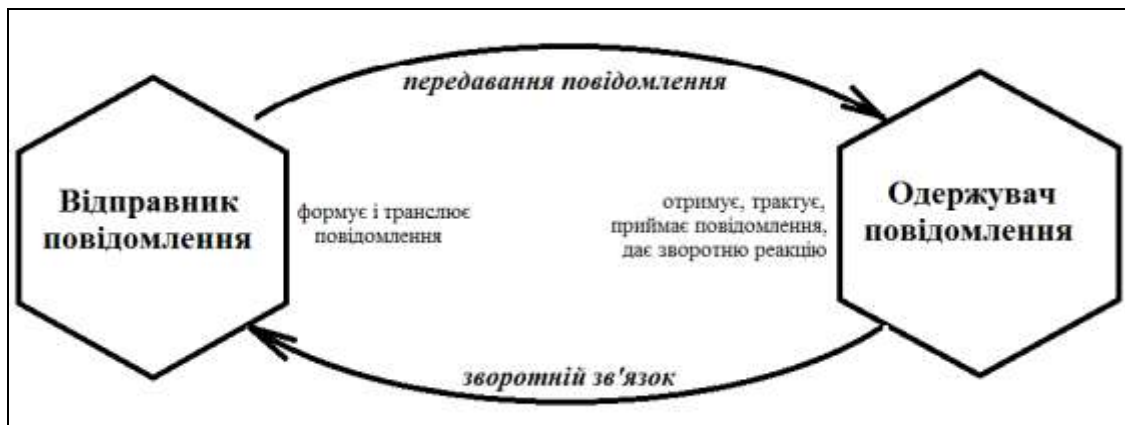 передавання повідомлення
Відправник
повідомлення
формує і транслює
повідомлення
отримує, трактує,
приймає повідомлення,
дає зворотню реакцію
Одержувач
повідомлення
зворотній зв'язок